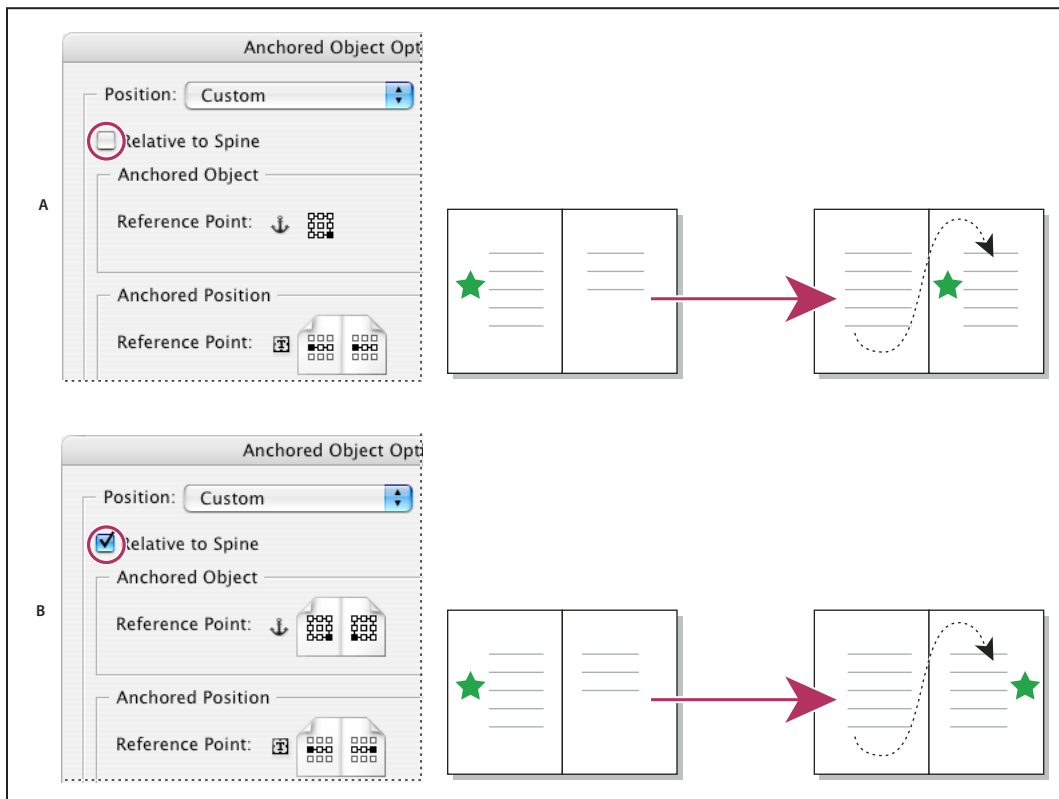 Anchored Object Opt
Position: Custom
Relative to Spine
Anchored Object
A
Reference Point:
Anchored Position
Reference Point: T
Anchored Object Opti
Position: Custom
Relative to Spine
Anchored Object
B
Reference Point:
Anchored Position
Reference Point: T